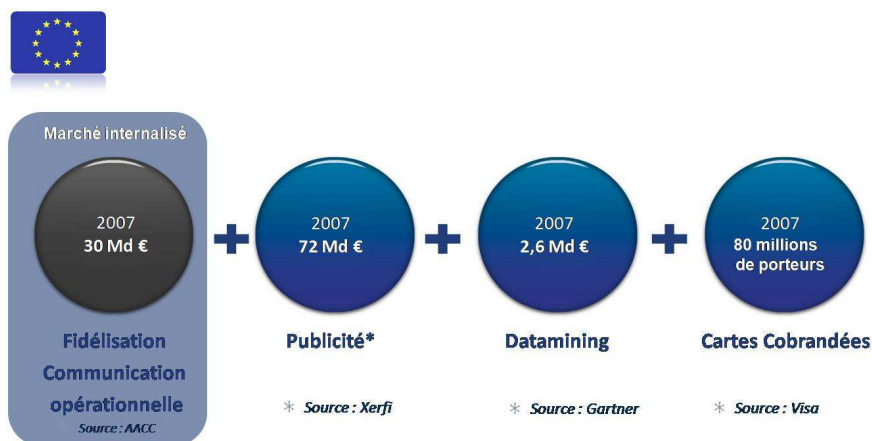 Marché internalisé
2007
30 Md €
Fidélisation
Communication
opérationnelle
* Source : AACC
2007
72 Md €
Publicité*
* Source : Xerfi
2007
2,6 Md €
Datamining
* Source : Gartner
2007
80 millions
de porteurs
Cartes Cobrandées
* Source : Visa